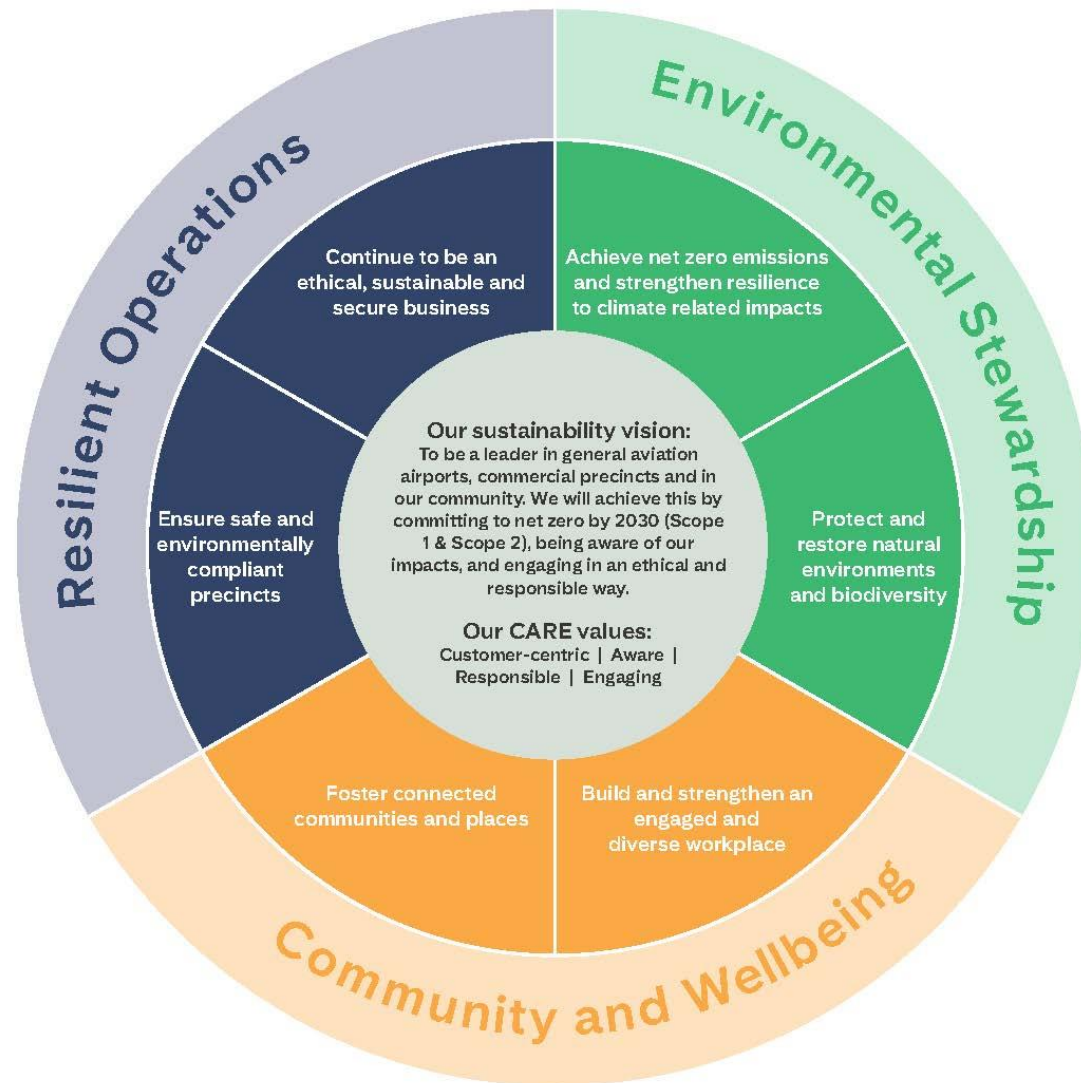 Resilient Operations
Environmental Stewardship
Continue to be an
ethical, sustainable and
secure business
Achieve net zero emissions
and strengthen resilience
to climate related impacts
Our sustainability vision:
To be a leader in general aviation
airports, commercial precincts and in
our community. We will achieve this by
committing to net zero by 2030 (Scope
1 & Scope 2), being aware of our
impacts, and engaging in an ethical and
responsible way.
Our CARE values:
Customer-centric | Aware |
Responsible | Engaging
Ensure safe and
environmentally
compliant
precincts
Protect and
restore natural
environments
and biodiversity
Foster connected
communities and places
Build and strengthen an
engaged and
diverse workplace
Community and Wellbeing